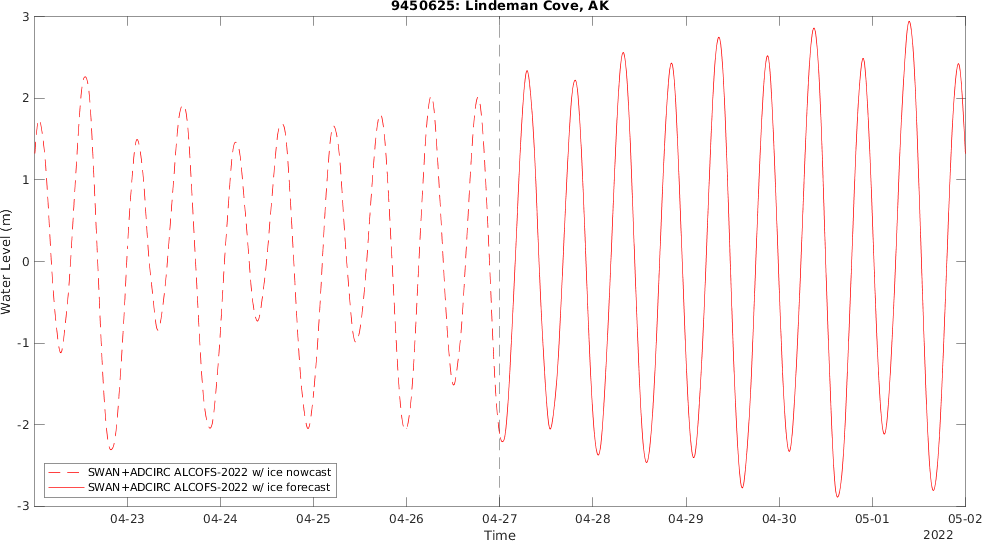 9450625: Lindeman Cove, AK
3
2
1
0
-1
-2
-3
Water Level (m)
SWAN+ADCIRC ALCOFS-2022 w/ ice nowcast
SWAN+ADCIRC ALCOFS-2022 w/ ice forecast
04-23 04-24 04-25 04-26 04-27 04-28 04-29 04-30 05-01 05-02
Time
2022